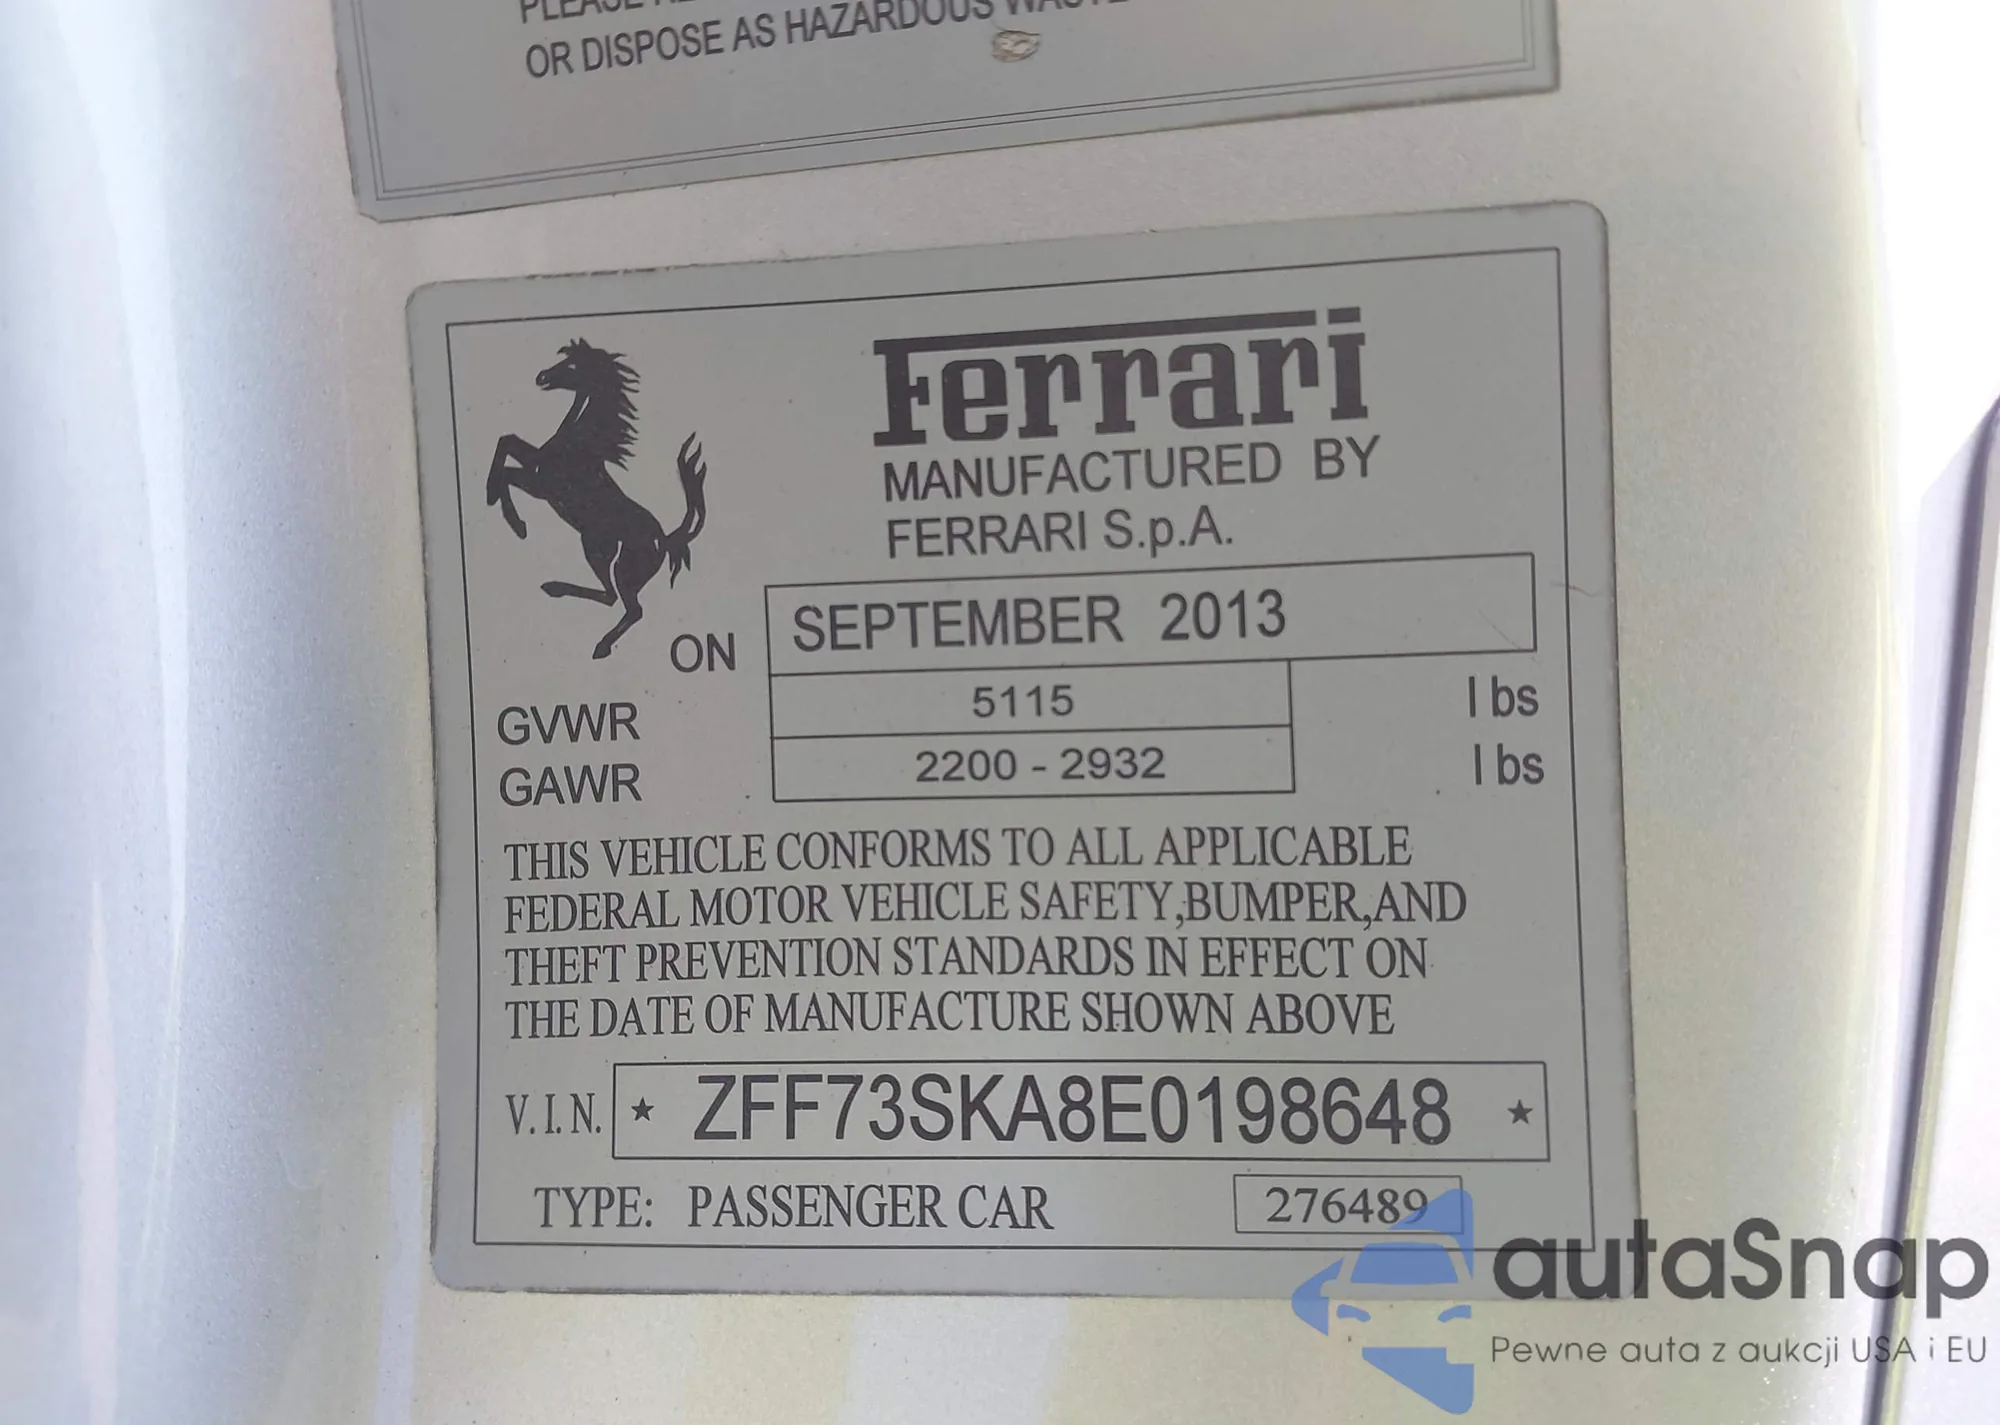 PLEASE
OR DISPOSE AS HAZARDOUS WASTE
Ferrari
MANUFACTURED BY
FERRARI S.p.A.
ON SEPTEMBER 2013
GVWR 5115 lbs
GAWR 2200 - 2932 lbs
THIS VEHICLE CONFORMS TO ALL APPLICABLE
FEDERAL MOTOR VEHICLE SAFETY,BUMPER,AND
THEFT PREVENTION STANDARDS IN EFFECT ON
THE DATE OF MANUFACTURE SHOWN ABOVE
V.I.N. ★ ZFF73SKA8E0198648 ★
TYPE: PASSENGER CAR 276489
autaSnap
Pewne auta z aukcji USA i EU